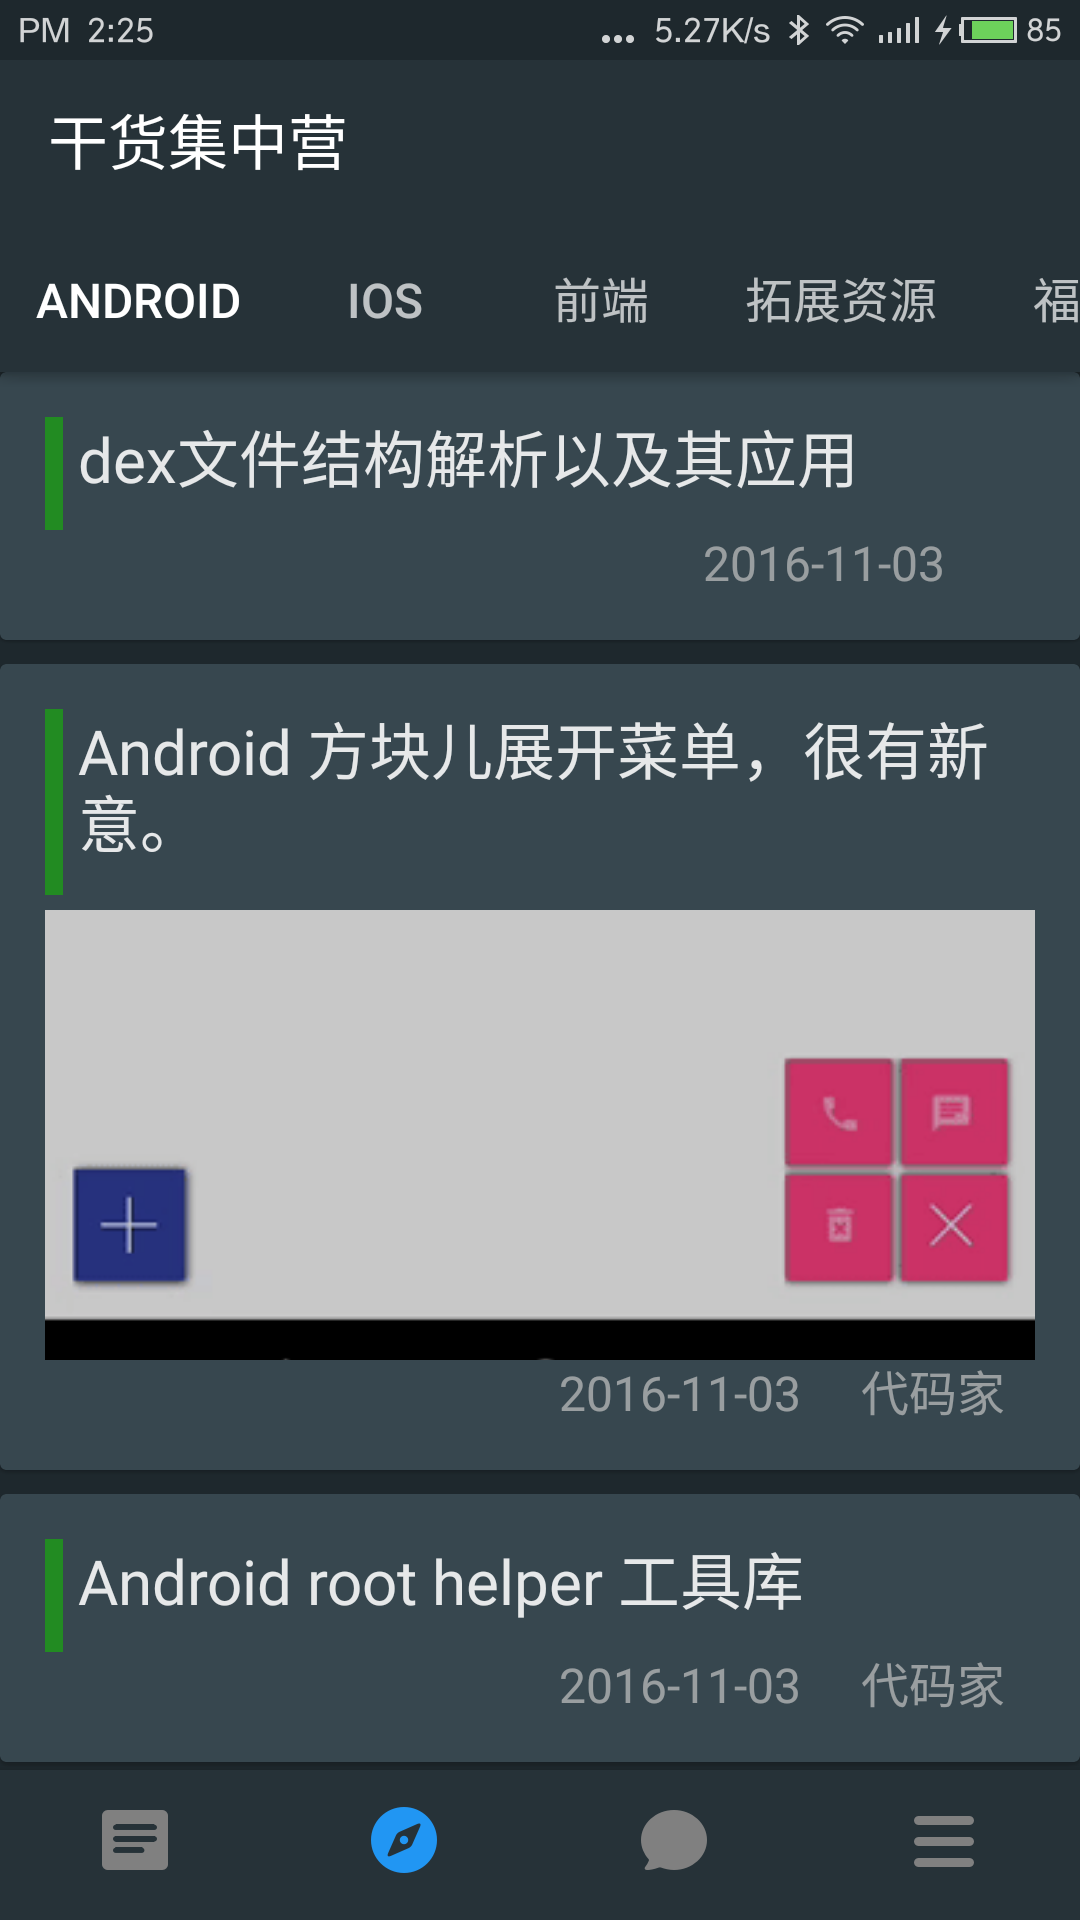 PM 2:25
... 5.27K/s 85
干货集中营
ANDROID IOS 前端 拓展资源 福
dex文件结构解析以及其应用
2016-11-03
Android 方块儿展开菜单，很有新
意。
2016-11-03 代码家
Android root helper 工具库
2016-11-03 代码家